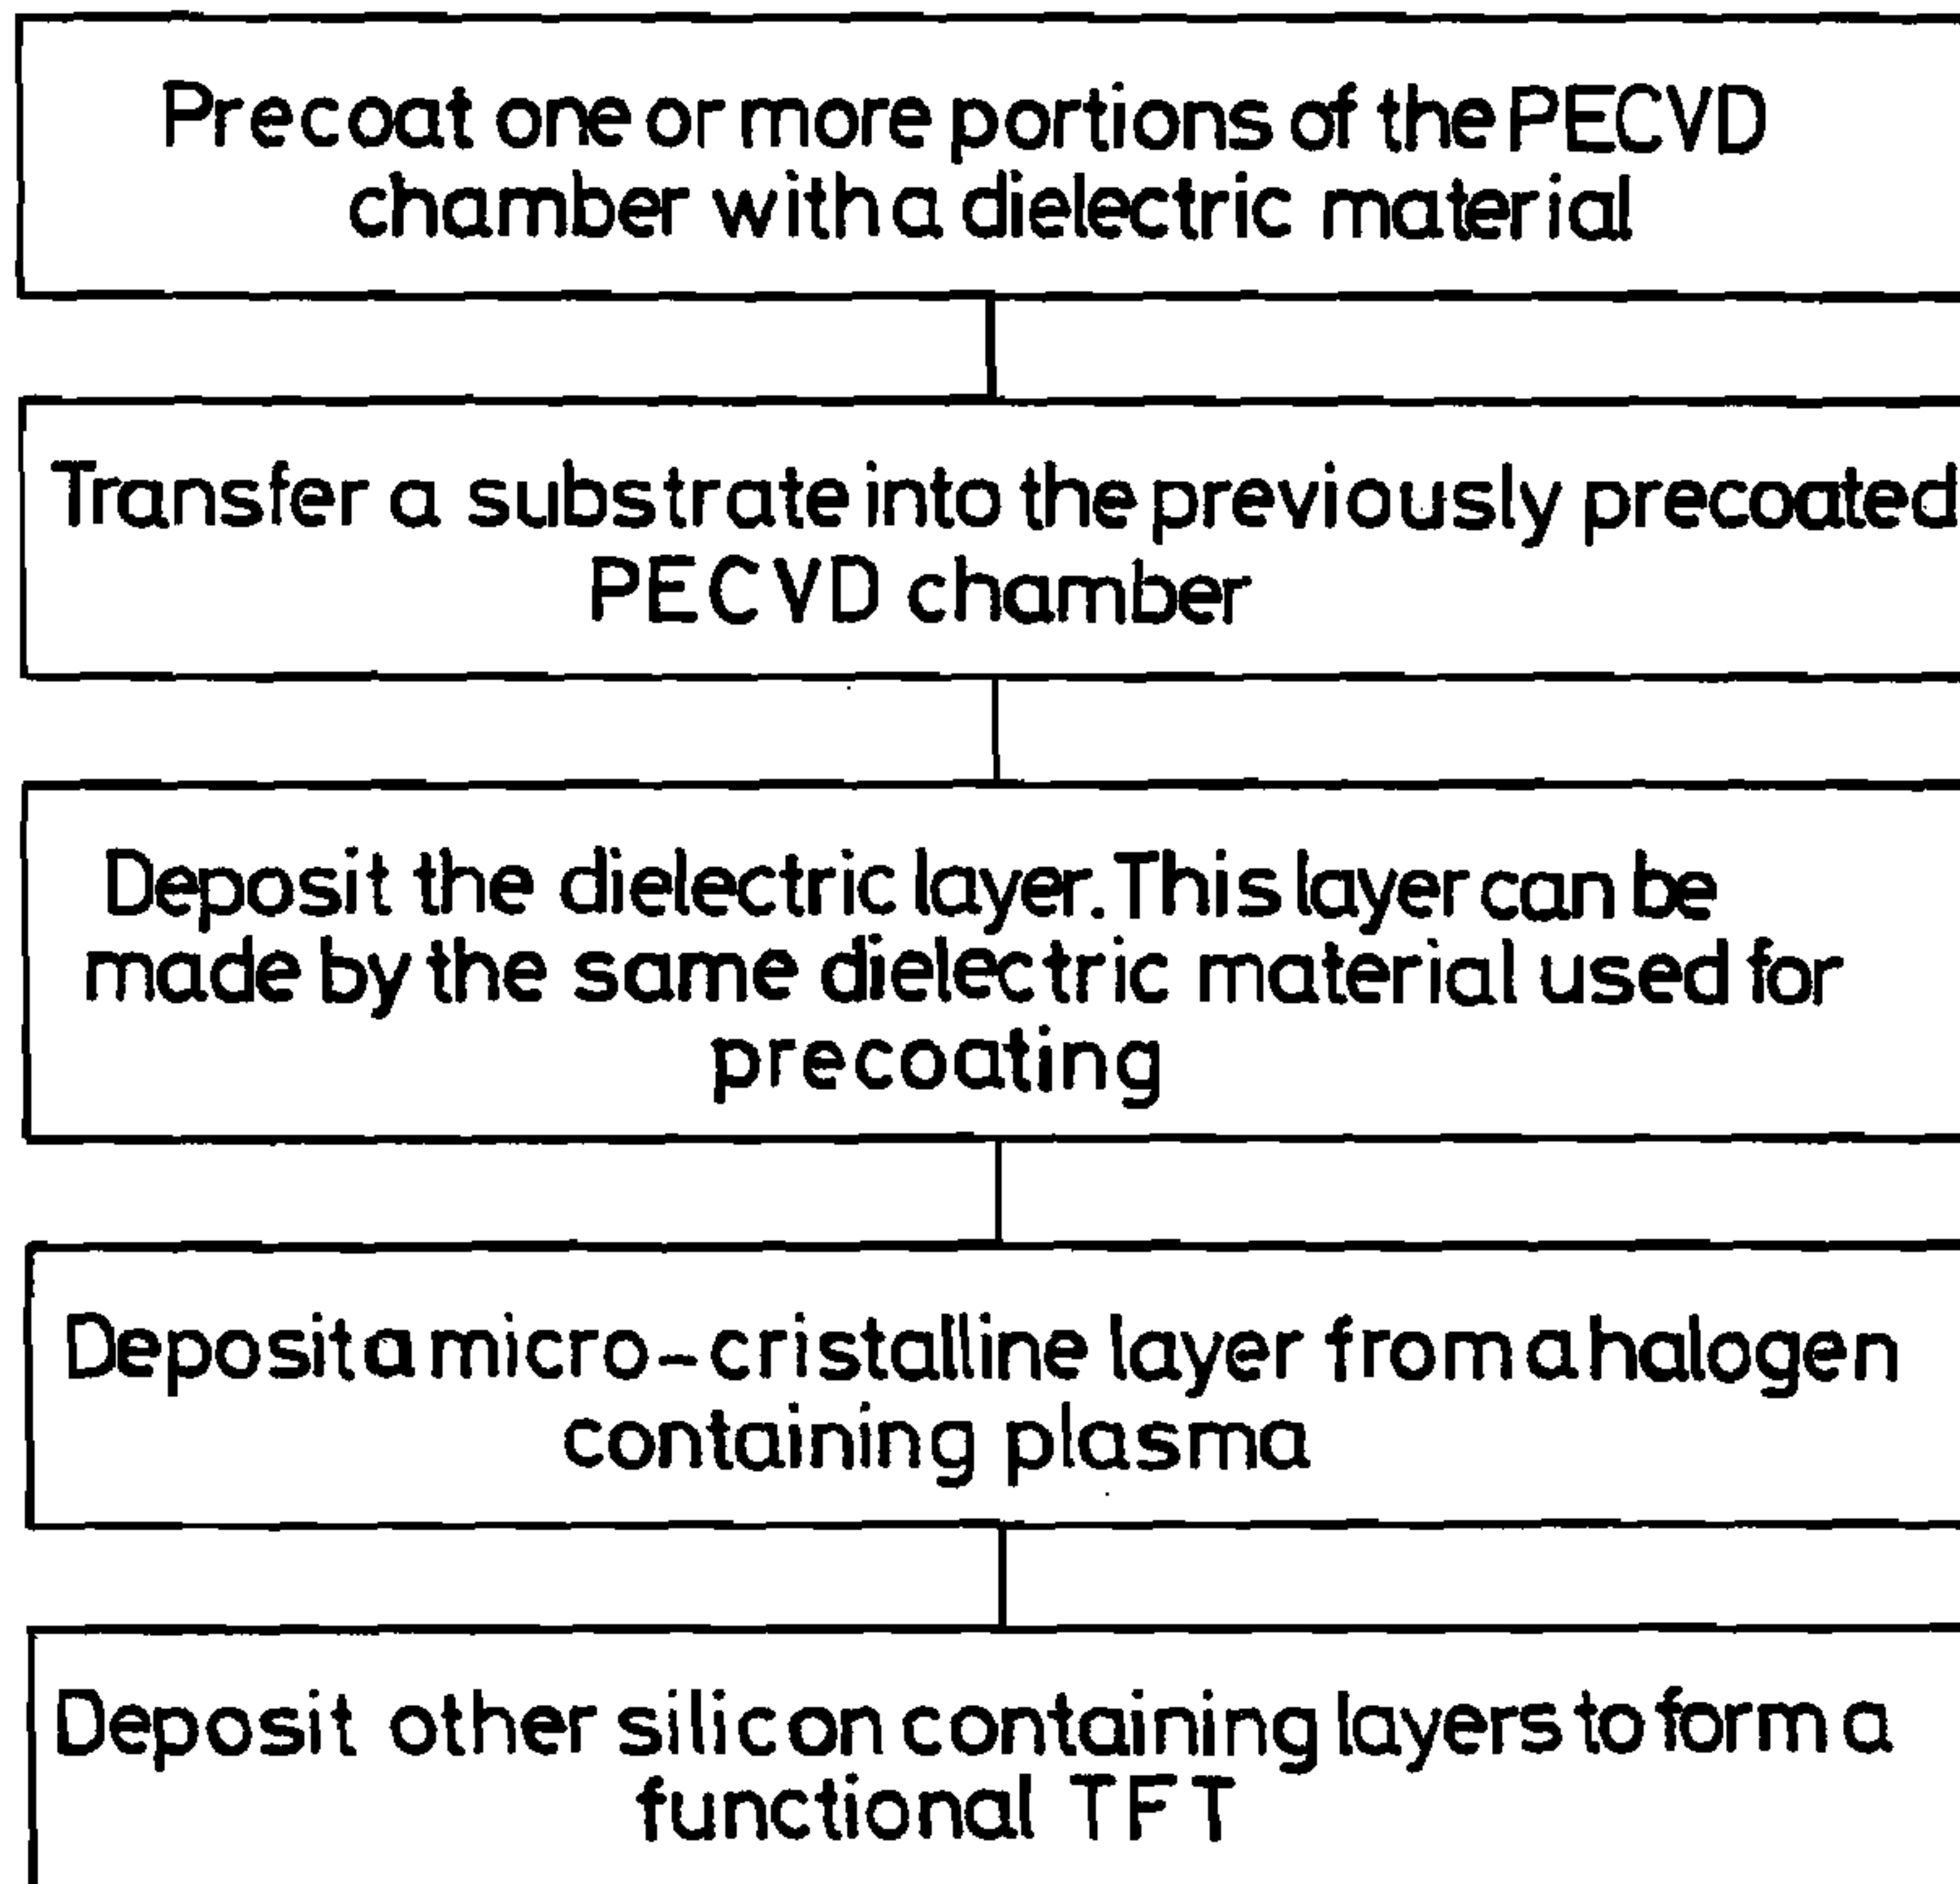 Precoat one or more portions of the PECVD
chamber with a dielectric material
Transfer a substrate into the previously precoated
PECVD chamber
Deposit the dielectric layer. This layer can be
made by the same dielectric material used for
precoating
Deposit a micro-cristalline layer from a halogen
containing plasma
Deposit other silicon containing layers to form a
functional TFT